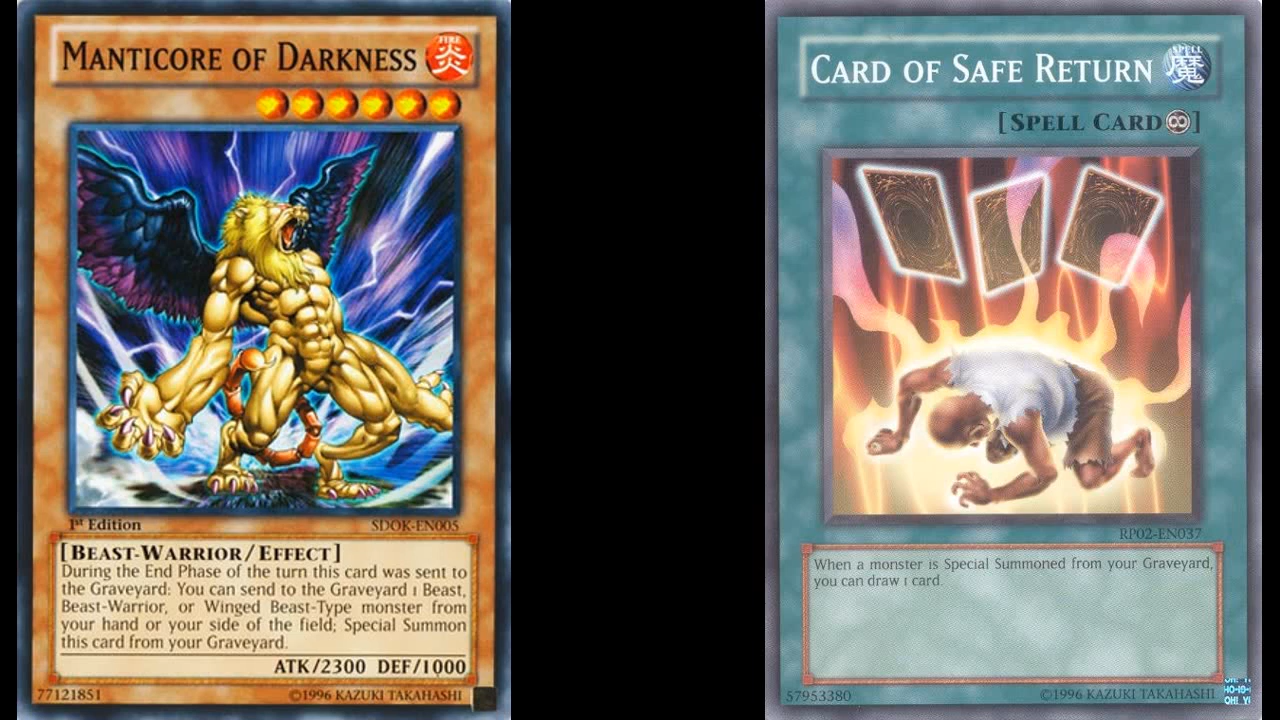 MANTICORE OF DARKNESS
FIRE
炎
1st Edition
SDOK-EN005
[BEAST-WARRIOR/EFFECT]
During the End Phase of the turn this card was sent to
the Graveyard: You can send to the Graveyard 1 Beast,
Beast-Warrior, or Winged Beast-Type monster from
your hand or your side of the field; Special Summon
this card from your Graveyard.
ATK/2300 DEF/1000
77121851
©1996 KAZUKI TAKAHASHI
CARD OF SAFE RETURN
SPELL
魔
[SPELL CARD]
RP02-EN037
When a monster is Special Summoned from your Graveyard,
you can draw 1 card.
57953380
©1996 KAZUKI TAKAHASHI